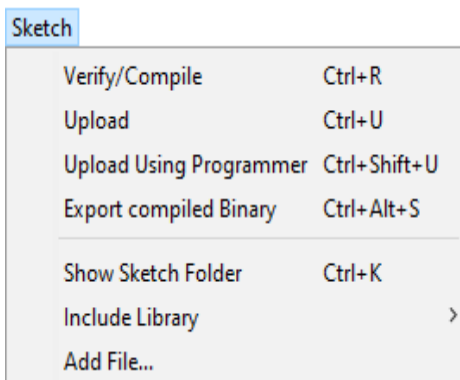 Sketch
Verify/Compile Ctrl+R
Upload Ctrl+U
Upload Using Programmer Ctrl+Shift+U
Export compiled Binary Ctrl+Alt+S
Show Sketch Folder Ctrl+K
Include Library
Add File...